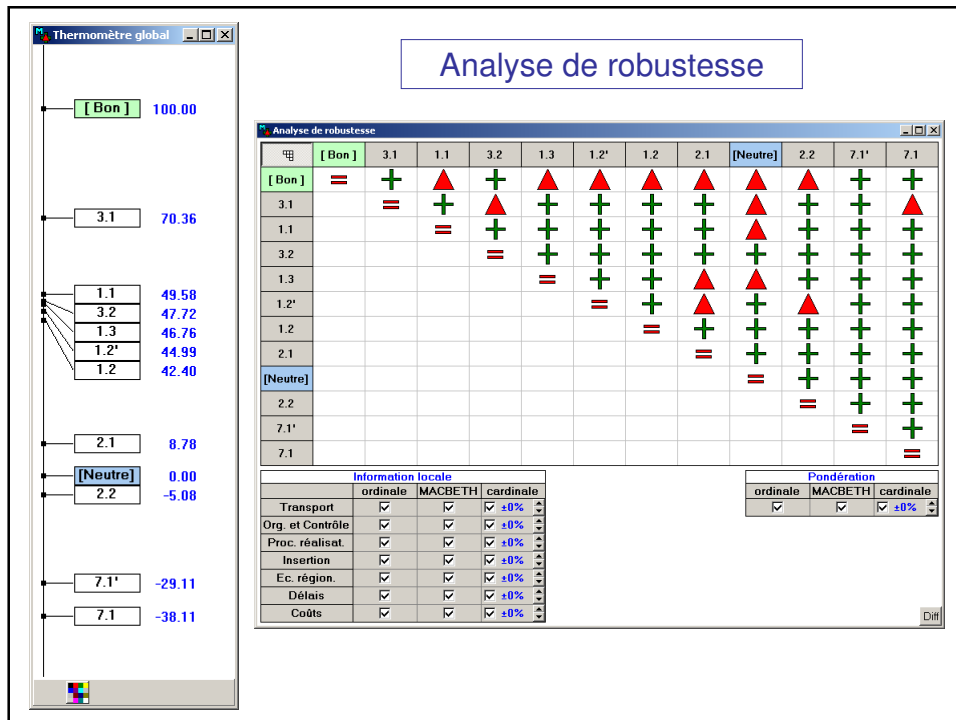 Thermomètre global
[ Bon ] 100.00
3.1 70.36
1.1 49.58
3.2 47.72
1.3 46.76
1.2' 44.99
1.2 42.40
2.1 8.78
[Neutre] 0.00
2.2 -5.08
7.1' -29.11
7.1 -38.11
Analyse de robustesse
Analyse de robustesse
[ Bon ] 3.1 1.1 3.2 1.3 1.2' 1.2 2.1 [Neutre] 2.2 7.1' 7.1
[ Bon ]
3.1
1.1
3.2
1.3
1.2'
1.2
2.1
[Neutre]
2.2
7.1'
7.1
Information locale
ordinale MACBETH cardinale
Transport ±0%
Org. et Contrôle ±0%
Proc. réalisat. ±0%
Insertion ±0%
Ec. région. ±0%
Délais ±0%
Coûts ±0%
Pondération
ordinale MACBETH cardinale
±0%
Diff